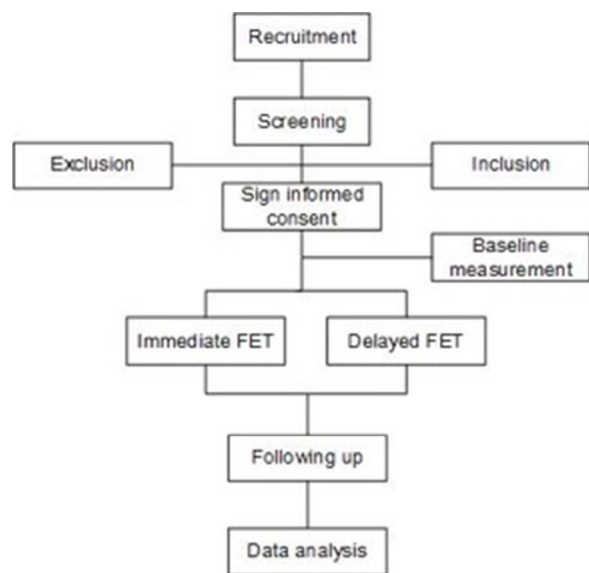 Recruitment
Screening
Exclusion
Inclusion
Sign informed
consent
Baseline
measurement
Immediate FET
Delayed FET
Following up
Data analysis